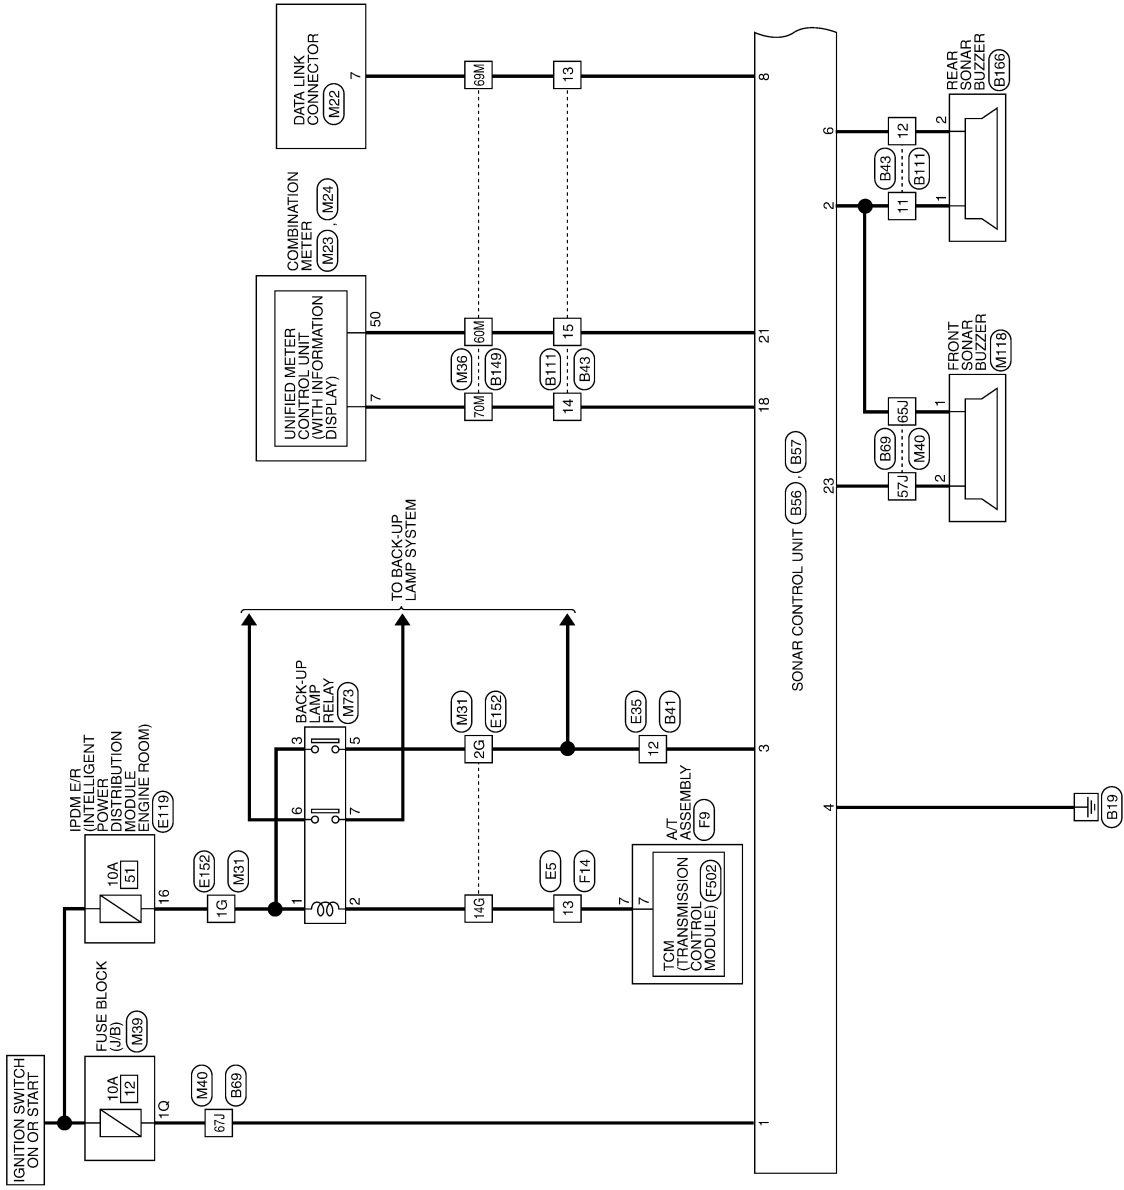 IGNITION SWITCH
ON OR START
FUSE BLOCK
(J/B)
M39
10A
12
1Q
M40
67J
B69
IPDM E/R
(INTELLIGENT
POWER
DISTRIBUTION
MODULE
ENGINE ROOM)
E119
10A
51
16
E152
1G
M31
BACK-UP
LAMP
RELAY
M73
1
6
3
2
7
5
TO BACK-UP
LAMP SYSTEM
M31
14G
2G
E152
E5
13
F14
E35
12
B41
A/T
ASSEMBLY
F9
7
7
TCM
(TRANSMISSION
CONTROL
MODULE)
F502
COMBINATION
METER
M23 , M24
UNIFIED METER
CONTROL UNIT
(WITH INFORMATION
DISPLAY)
7
50
DATA LINK
CONNECTOR
M22
7
M36
70M
60M
69M
B149
B111
14
15
13
B43
1
3
18
21
8
SONAR CONTROL UNIT
B56 , B57
4
23
2
6
B19
B69
57J
65J
M40
B43
11
12
B111
2
1
FRONT
SONAR
BUZZER
M118
1
2
REAR
SONAR
BUZZER
B166